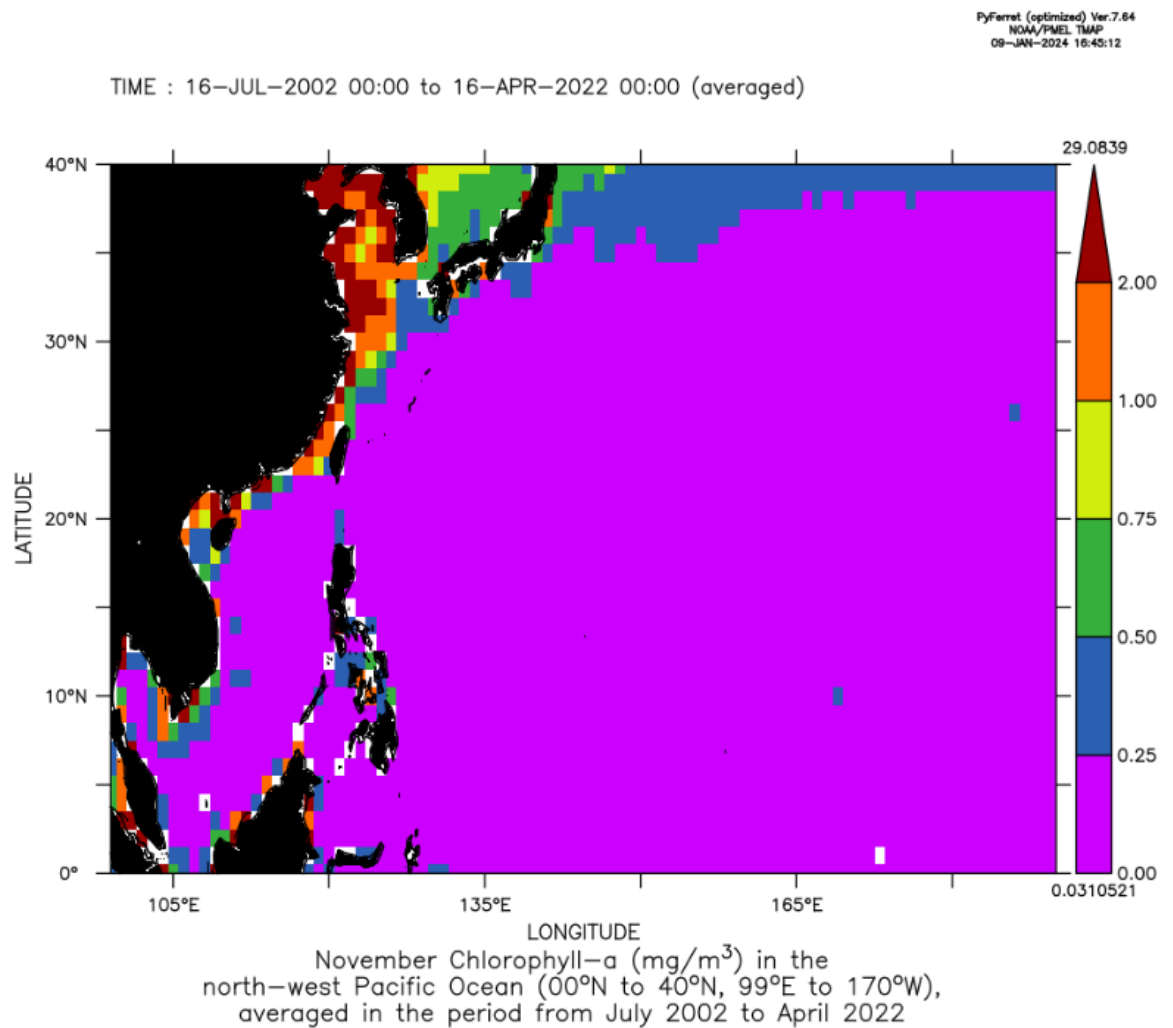 PyFerret (optimized) Ver.7.64
NOAA/PMEL TMAP
09-JAN-2024 16:45:12
TIME : 16-JUL-2002 00:00 to 16-APR-2022 00:00 (averaged)
29.0839
40°N
30°N
20°N
10°N
0°
LATITUDE
2.00
1.00
0.75
0.50
0.25
0.00
0.0310521
105°E
135°E
165°E
LONGITUDE
November Chlorophyll-a (mg/m³) in the
north-west Pacific Ocean (00°N to 40°N, 99°E to 170°W),
averaged in the period from July 2002 to April 2022